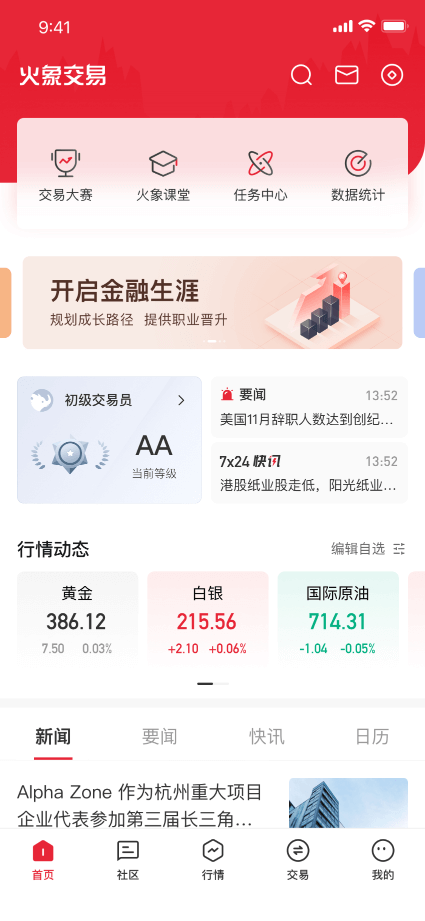 9:41
火象交易
交易大赛 火象课堂 任务中心 数据统计
开启金融生涯
规划成长路径 提供职业晋升
初级交易员
AA
当前等级
要闻 13:52
美国11月辞职人数达到创纪...
7x24 快讯 13:52
港股纸业股走低，阳光纸业...
行情动态 编辑自选
黄金 白银 国际原油
386.12 215.56 714.31
7.50 0.03% +2.10 +0.06% -1.04 -0.05%
新闻 要闻 快讯 日历
Alpha Zone 作为杭州重大项目
企业代表参加第三届长三角...
首页 社区 行情 交易 我的